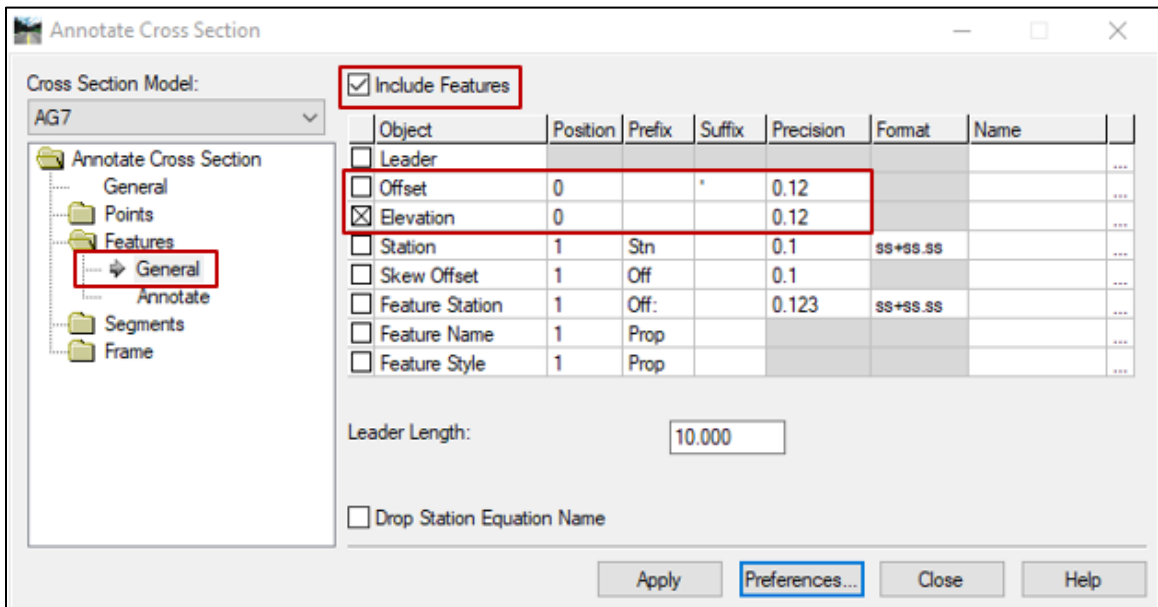 Annotate Cross Section
Cross Section Model:
AG7
Annotate Cross Section
General
Points
Features
General
Annotate
Segments
Frame
Include Features
Object Position Prefix Suffix Precision Format Name
Leader ...
Offset 0 ' 0.12 ...
Elevation 0 0.12 ...
Station 1 Stn 0.1 ss+ss.ss ...
Skew Offset 1 Off 0.1 ...
Feature Station 1 Off: 0.123 ss+ss.ss ...
Feature Name 1 Prop ...
Feature Style 1 Prop ...
Leader Length: 10.000
Drop Station Equation Name
Apply Preferences... Close Help